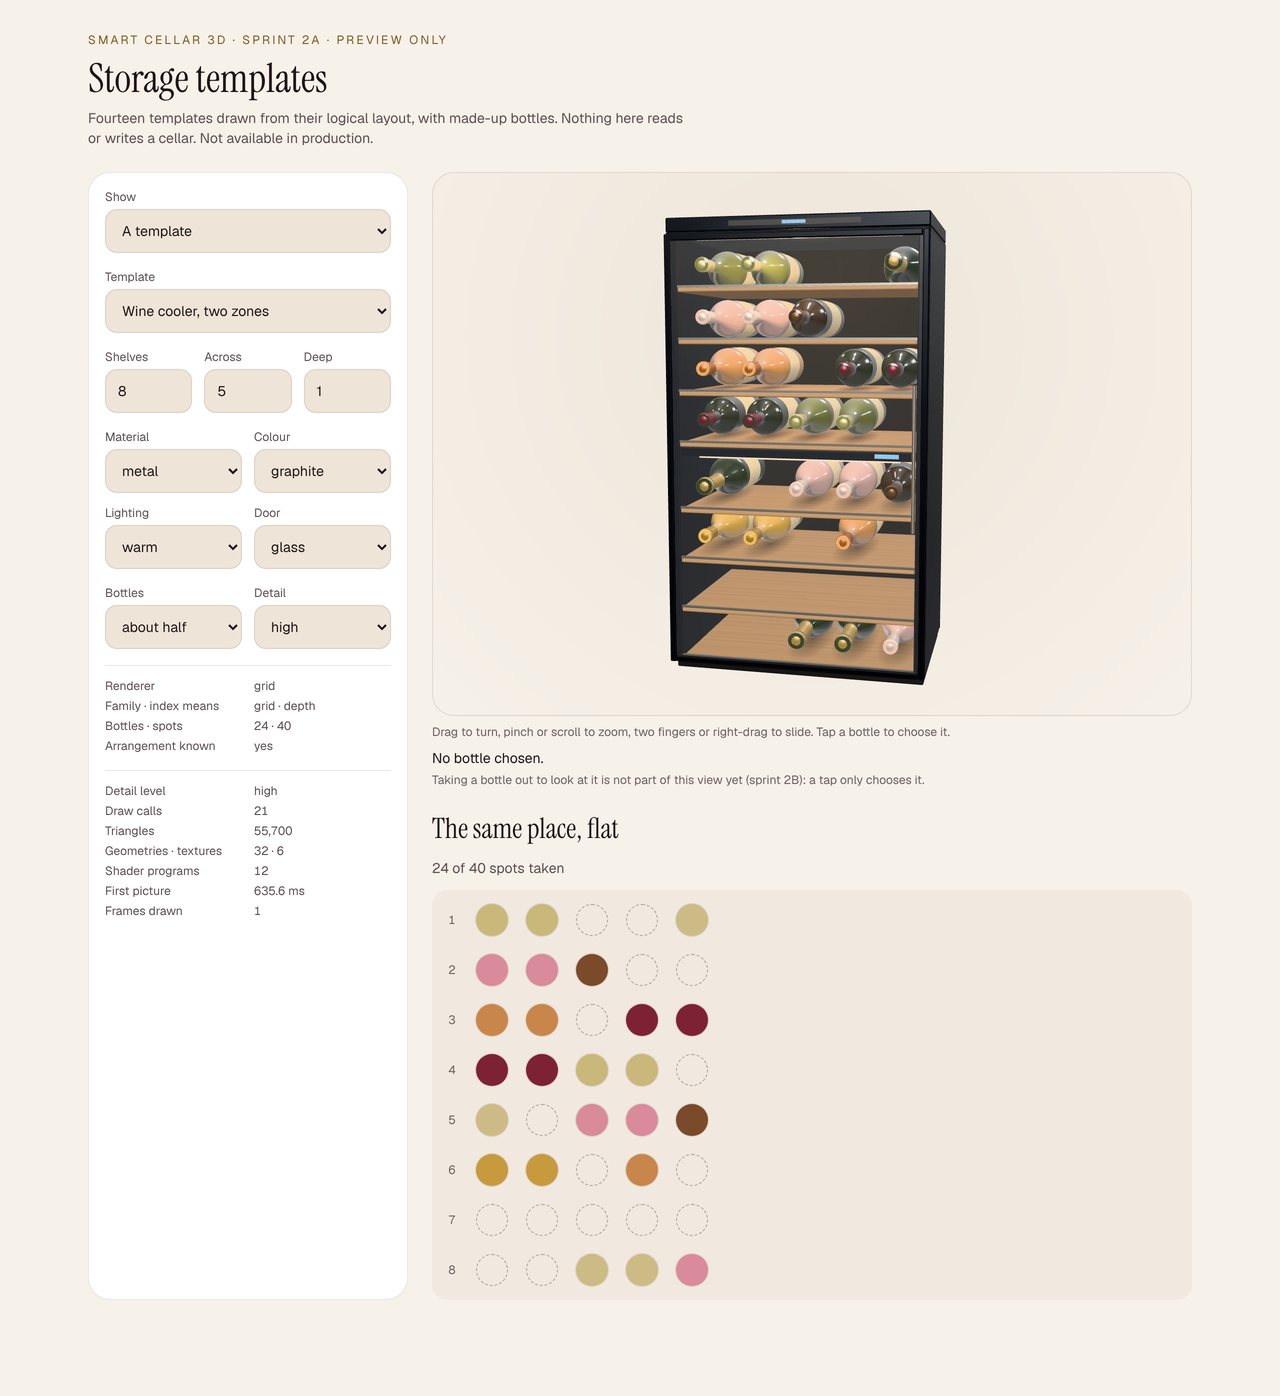 SMART CELLAR 3D · SPRINT 2A · PREVIEW ONLY
Storage templates
Fourteen templates drawn from their logical layout, with made-up bottles. Nothing here reads
or writes a cellar. Not available in production.
Show
A template
Template
Wine cooler, two zones
Shelves Across Deep
8 5 1
Material Colour
metal graphite
Lighting Door
warm glass
Bottles Detail
about half high
Renderer grid
Family · index means grid · depth
Bottles · spots 24 · 40
Arrangement known yes
Detail level high
Draw calls 21
Triangles 55,700
Geometries · textures 32 · 6
Shader programs 12
First picture 635.6 ms
Frames drawn 1
Drag to turn, pinch or scroll to zoom, two fingers or right-drag to slide. Tap a bottle to choose it.
No bottle chosen.
Taking a bottle out to look at it is not part of this view yet (sprint 2B): a tap only chooses it.
The same place, flat
24 of 40 spots taken
1
2
3
4
5
6
7
8